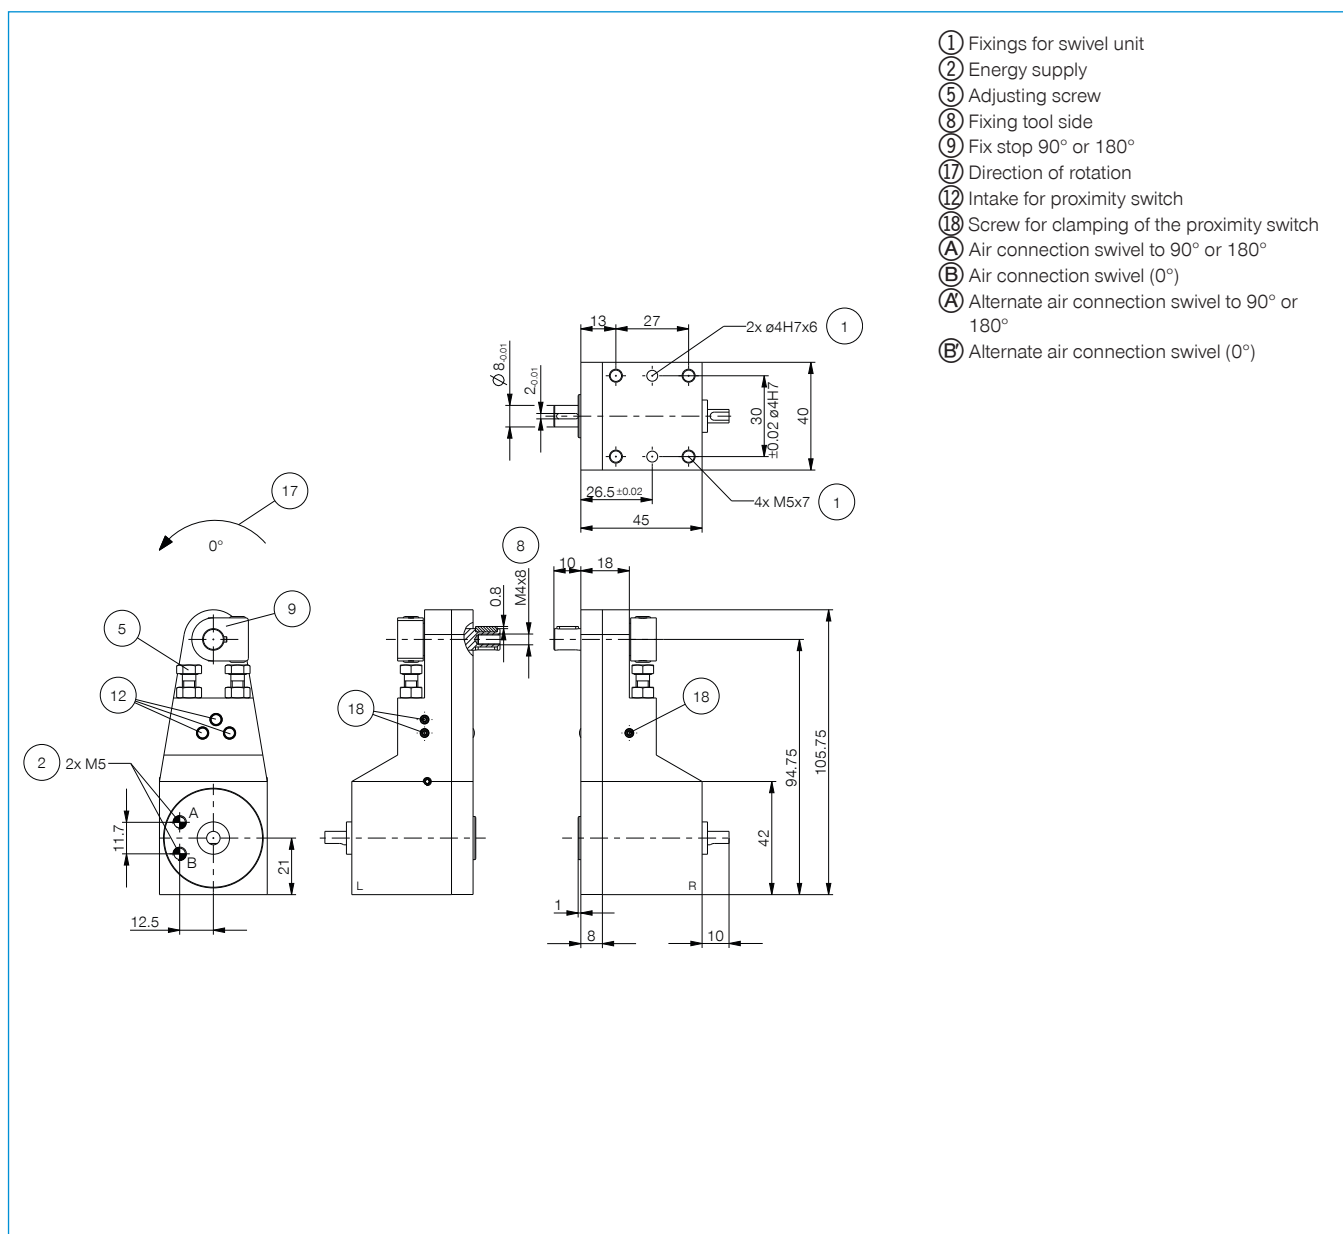 ① Fixings for swivel unit
② Energy supply
⑤ Adjusting screw
⑧ Fixing tool side
⑨ Fix stop 90° or 180°
⑰ Direction of rotation
⑫ Intake for proximity switch
⑱ Screw for clamping of the proximity switch
Ⓐ Air connection swivel to 90° or 180°
Ⓑ Air connection swivel (0°)
A' Alternate air connection swivel to 90° or
180°
B' Alternate air connection swivel (0°)
13
27
2x ø4H7x6
1
Ø 8-0.01
2-0.01
30
±0.02 ø4H7
40
26.5 ±0.02
4x M5x7
1
45
17
0°
8
10
18
0.8
M4x8
9
5
12
18
18
2
2x M5
A
B
11.7
21
12.5
L
R
94.75
105.75
42
1
8
10